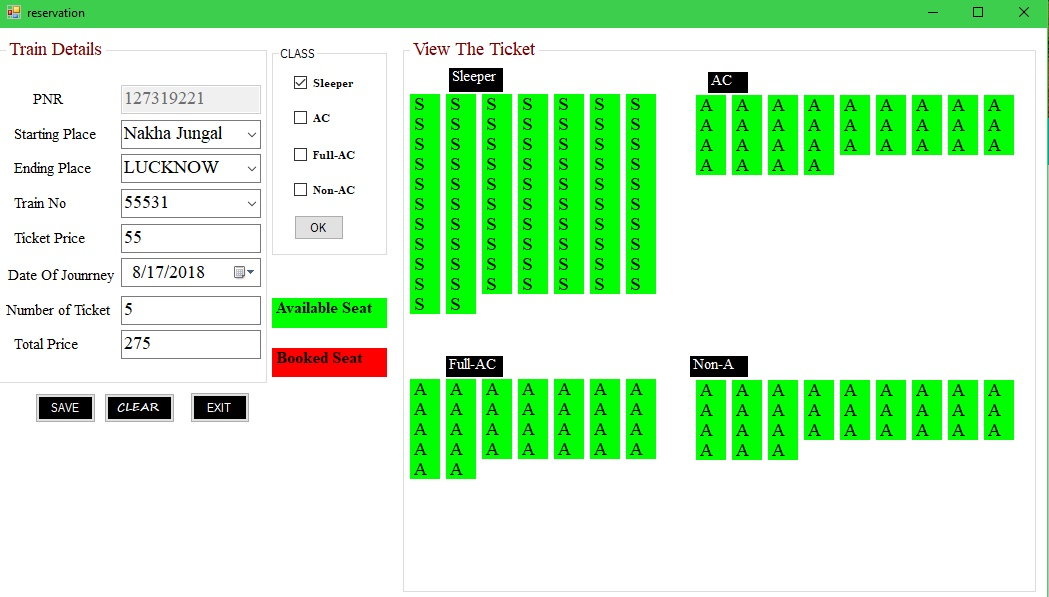 reservation
Train Details
PNR 127319221
Starting Place Nakha Jungal
Ending Place LUCKNOW
Train No 55531
Ticket Price 55
Date Of Jounrney 8/17/2018
Number of Ticket 5
Total Price 275
SAVE CLEAR EXIT
CLASS
Sleeper
AC
Full-AC
Non-AC
OK
Available Seat
Booked Seat
View The Ticket
Sleeper
S S S S S S S
S S S S S S S
S S S S S S S
S S S S S S S
S S S S S S S
S S S S S S S
S S S S S S S
S S S S S S S
S S S S S S S
S S S S S S S
S S
AC
A A A A A A A A A
A A A A A A A A A
A A A A A A A A A
A A A A
Full-AC
A A A A A A A
A A A A A A A
A A A A A A A
A A A A A A A
A A
Non-A
A A A A A A A A A
A A A A A A A A A
A A A A A A A A A
A A A